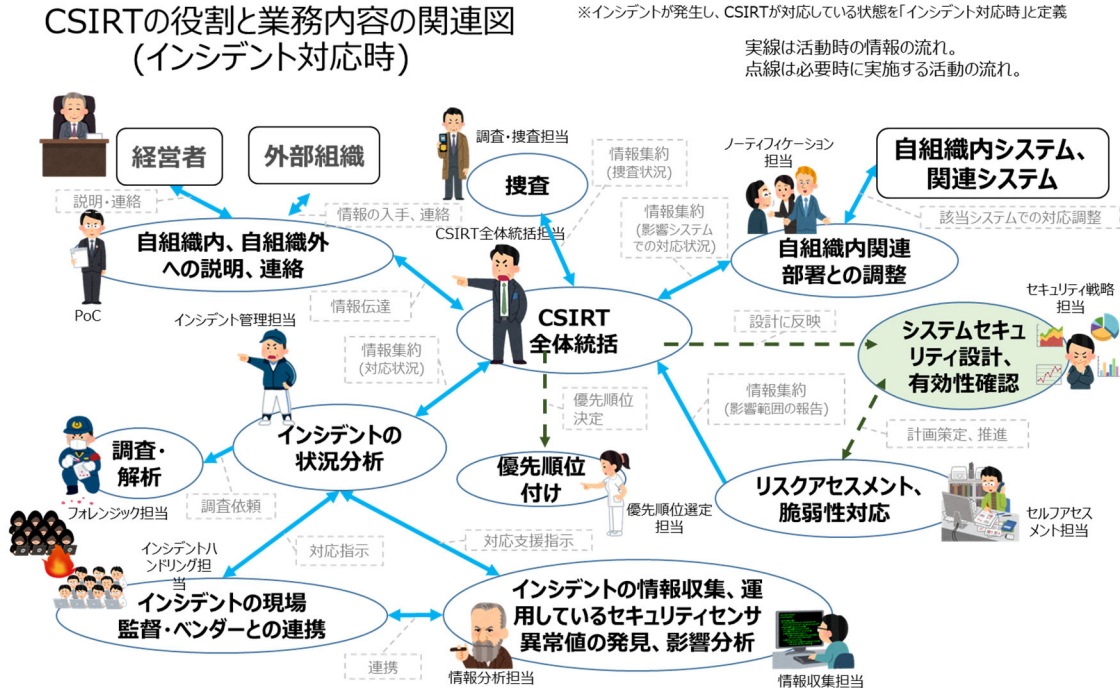 CSIRTの役割と業務内容の関連図
(インシデント対応時)
※インシデントが発生し、CSIRTが対応している状態を「インシデント対応時」と定義
実線は活動時の情報の流れ。
点線は必要時に実施する活動の流れ。
経営者
外部組織
調査・捜査担当
捜査
情報集約
(捜査状況)
ノーティフィケーション
担当
自組織内システム、
関連システム
説明・連絡
情報の入手、連絡
情報集約
(影響システム
での対応状況)
該当システムでの対応調整
自組織内、自組織外
への説明、連絡
PoC
CSIRT全体統括担当
自組織内関連
部署との調整
情報伝達
CSIRT
全体統括
設計に反映
セキュリティ戦略
担当
システムセキュ
リティ設計、
有効性確認
インシデント管理担当
情報集約
(対応状況)
優先順位
決定
情報集約
(影響範囲の報告)
計画策定、推進
インシデントの
状況分析
調査・
解析
フォレンジック担当
調査依頼
優先順位
付け
優先順位選定
担当
リスクアセスメント、
脆弱性対応
セルフアセス
メント担当
対応指示
対応支援指示
インシデントハ
ンドリング担
当
インシデントの現場
監督・ベンダーとの連携
連携
インシデントの情報収集、運
用しているセキュリティセンサ
異常値の発見、影響分析
情報分析担当
情報収集担当